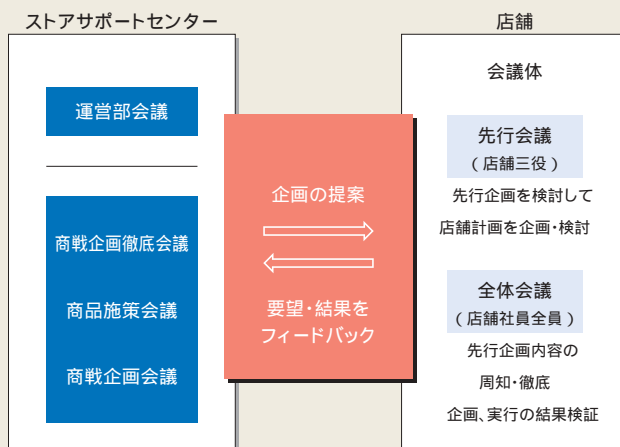 ストアサポートセンター
運営部会議
商戦企画徹底会議
商品施策会議
商戦企画会議
企画の提案
要望・結果を
フィードバック
店舗
会議体
先行会議
(店舗三役)
先行企画を検討して
店舗計画を企画・検討
全体会議
(店舗社員全員)
先行企画内容の
周知・徹底
企画、実行の結果検証